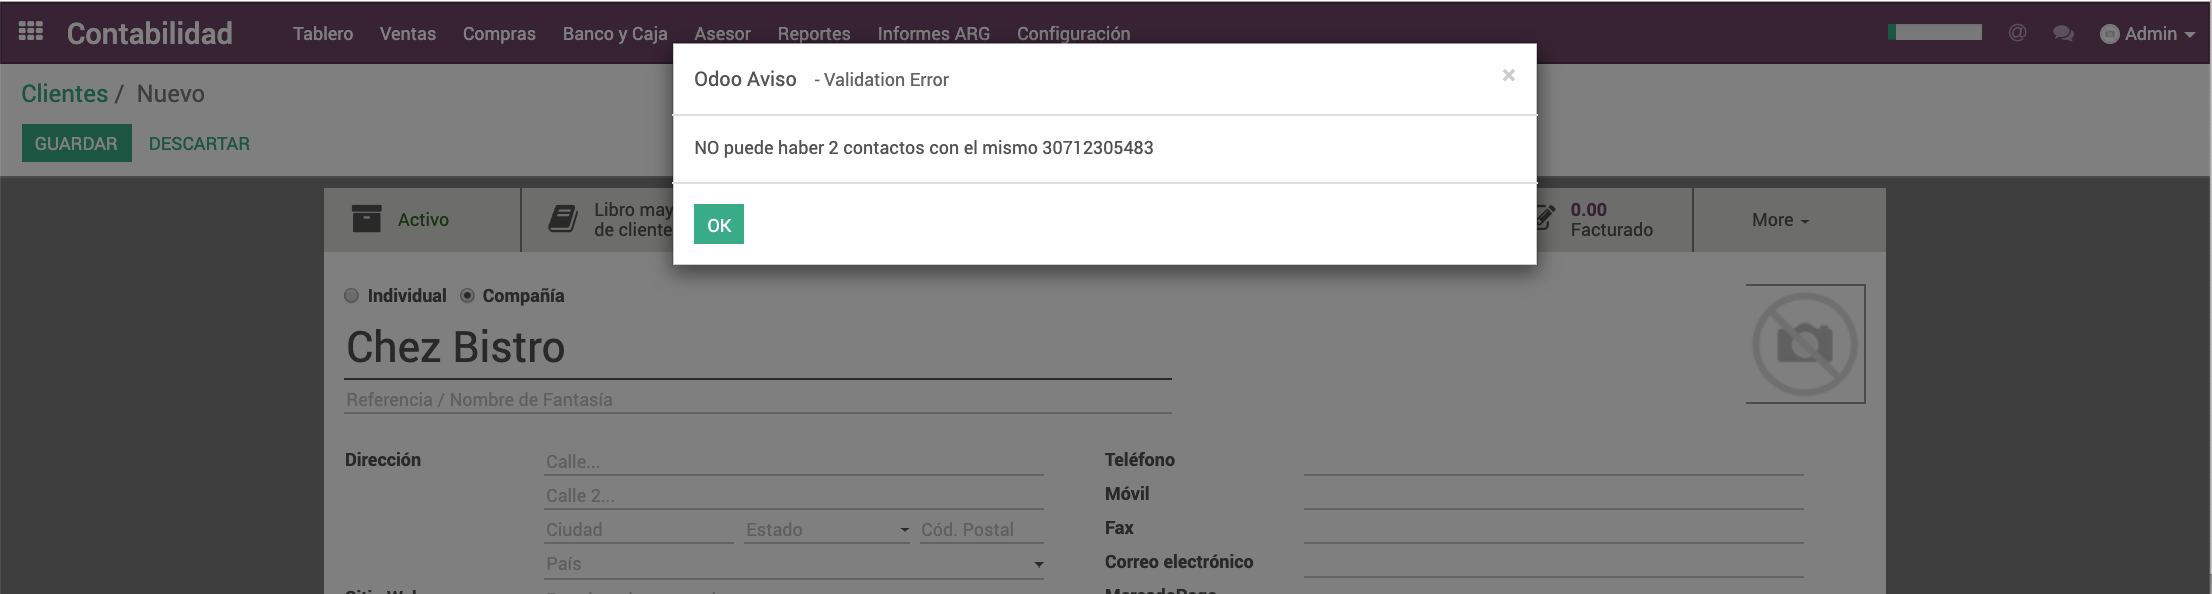 Contabilidad Tablero Ventas Compras Banco y Caja Asesor Reportes Informes ARG Configuración @ Admin
Odoo Aviso - Validation Error ×
Clientes / Nuevo
GUARDAR DESCARTAR
NO puede haber 2 contactos con el mismo 30712305483
OK
Activo
Libro may
de cliente
0.00
Facturado
More
Individual Compañía
Chez Bistro
Referencia / Nombre de Fantasía
Dirección Calle... Teléfono
Calle 2... Móvil
Ciudad Estado Cód. Postal Fax
País Correo electrónico